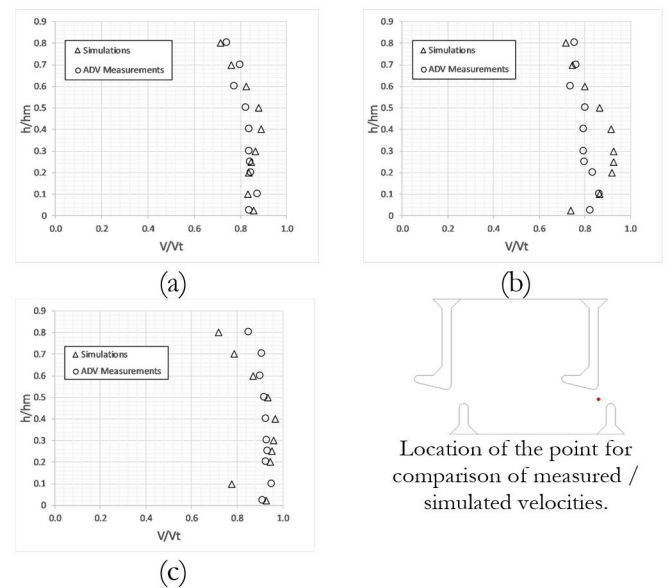 0.9
0.8
0.7
0.6
0.5
0.4
0.3
0.2
0.1
0
h/hm
△ Simulations
○ ADV Measurements
0.0 0.2 0.4 0.6 0.8 1.0
V/Vt
(a)
0.9
0.8
0.7
0.6
0.5
0.4
0.3
0.2
0.1
0
h/hm
△ Simulations
○ ADV Measurements
0.0 0.2 0.4 0.6 0.8 1.0
V/Vt
(b)
0.9
0.8
0.7
0.6
0.5
0.4
0.3
0.2
0.1
0
h/hm
△ Simulations
○ ADV Measurements
0.0 0.2 0.4 0.6 0.8 1.0
V/Vt
(c)
Location of the point for
comparison of measured /
simulated velocities.